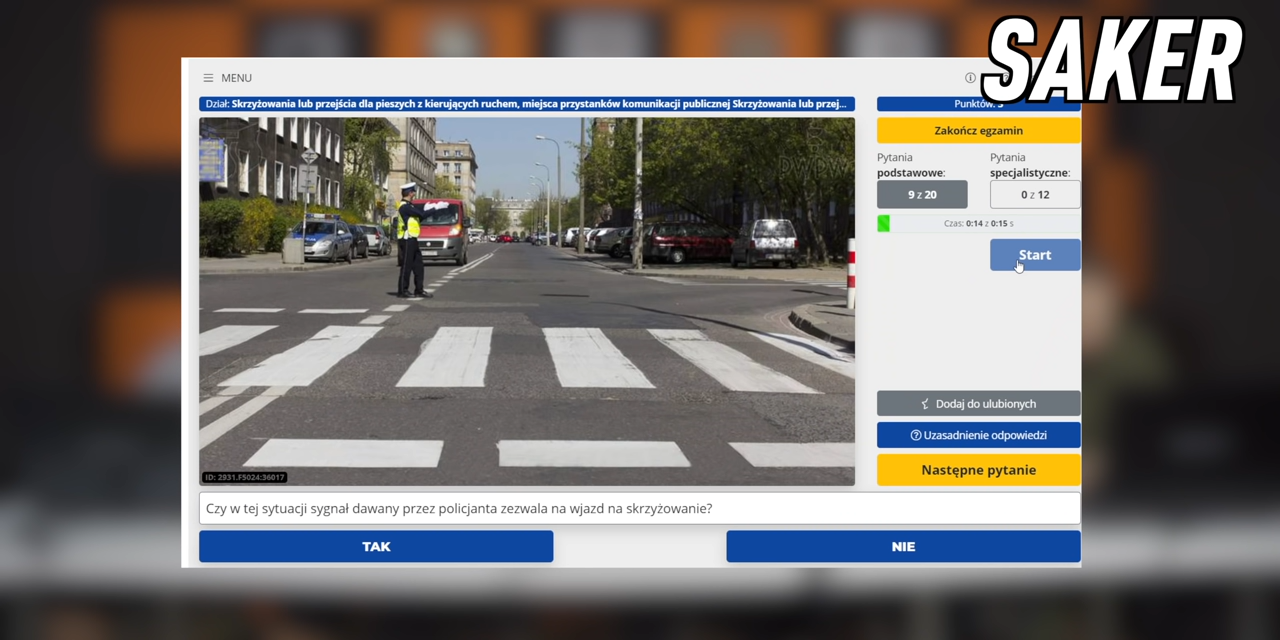 SAKER
MENU
Dział: Skrzyżowania lub przejścia dla pieszych z kierujących ruchem, miejsca przystanków komunikacji publicznej Skrzyżowania lub przej...
Punktów: 3
Zakończ egzamin
Pytania podstawowe:
Pytania specjalistyczne:
9 z 20
0 z 12
Czas: 0:14 z 0:15 s
Start
Dodaj do ulubionych
Uzasadnienie odpowiedzi
Następne pytanie
ID: 2931.F5024:36017
Czy w tej sytuacji sygnał dawany przez policjanta zezwala na wjazd na skrzyżowanie?
TAK
NIE